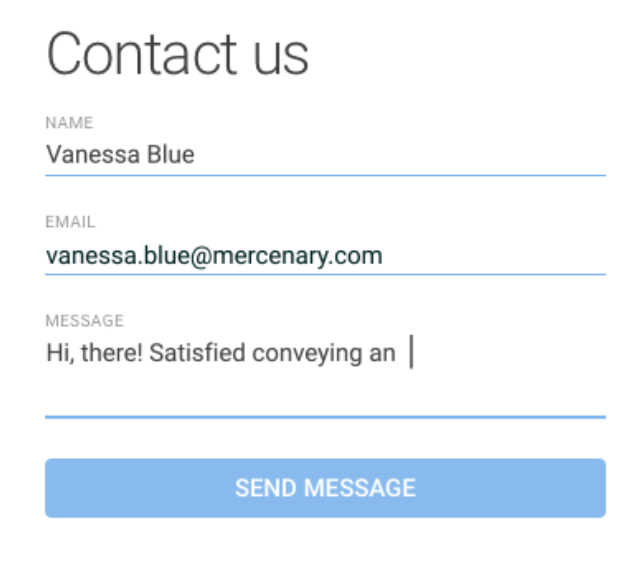 Contact us
NAME
Vanessa Blue
EMAIL
vanessa.blue@mercenary.com
MESSAGE
Hi, there! Satisfied conveying an
SEND MESSAGE